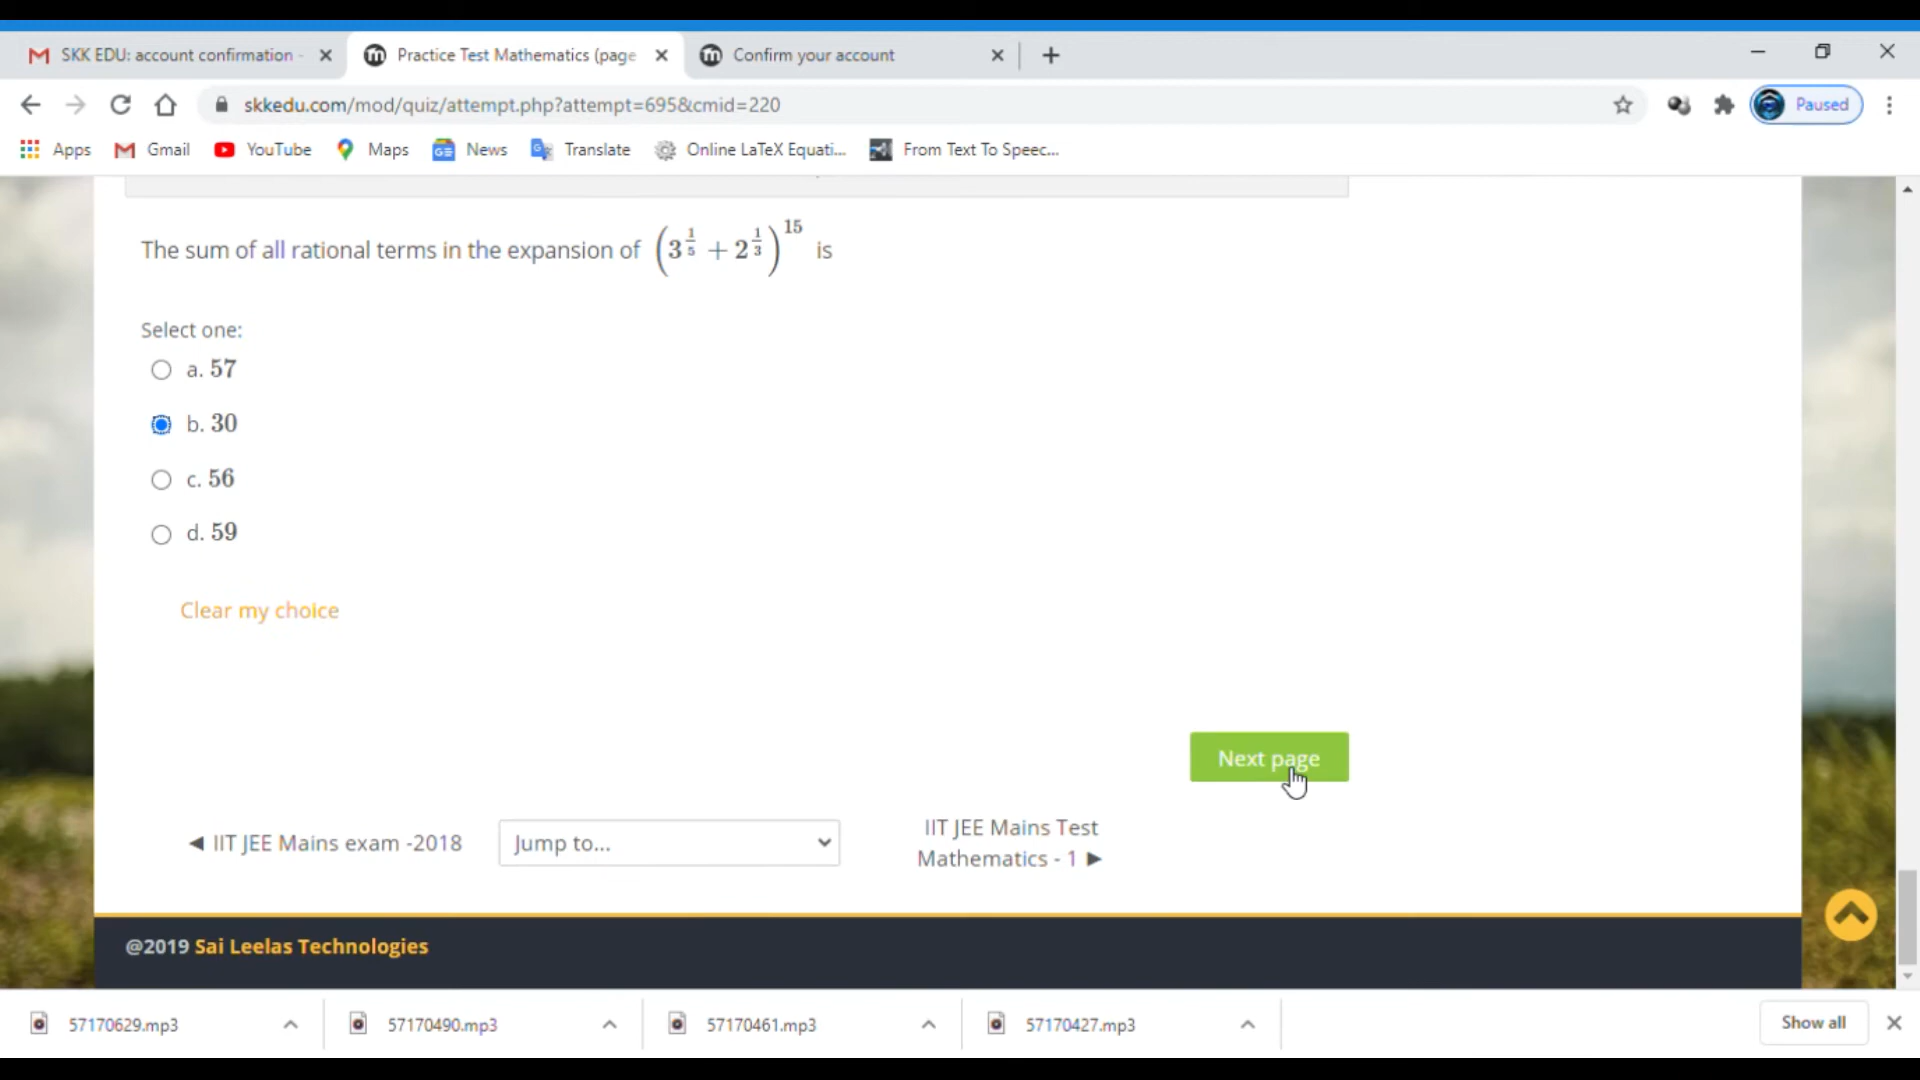 SKK EDU: account confirmation -
Practice Test Mathematics (page
Confirm your account
skkedu.com/mod/quiz/attempt.php?attempt=695&cmid=220
Paused
Apps Gmail YouTube Maps News Translate Online LaTeX Equati... From Text To Speec...
The sum of all rational terms in the expansion of (3^{1/5} + 2^{1/3})^{15} is
Select one:
a. 57
b. 30
c. 56
d. 59
Clear my choice
Next page
◄ IIT JEE Mains exam -2018
Jump to...
IIT JEE Mains Test
Mathematics - 1 ►
@2019 Sai Leelas Technologies
57170629.mp3
57170490.mp3
57170461.mp3
57170427.mp3
Show all